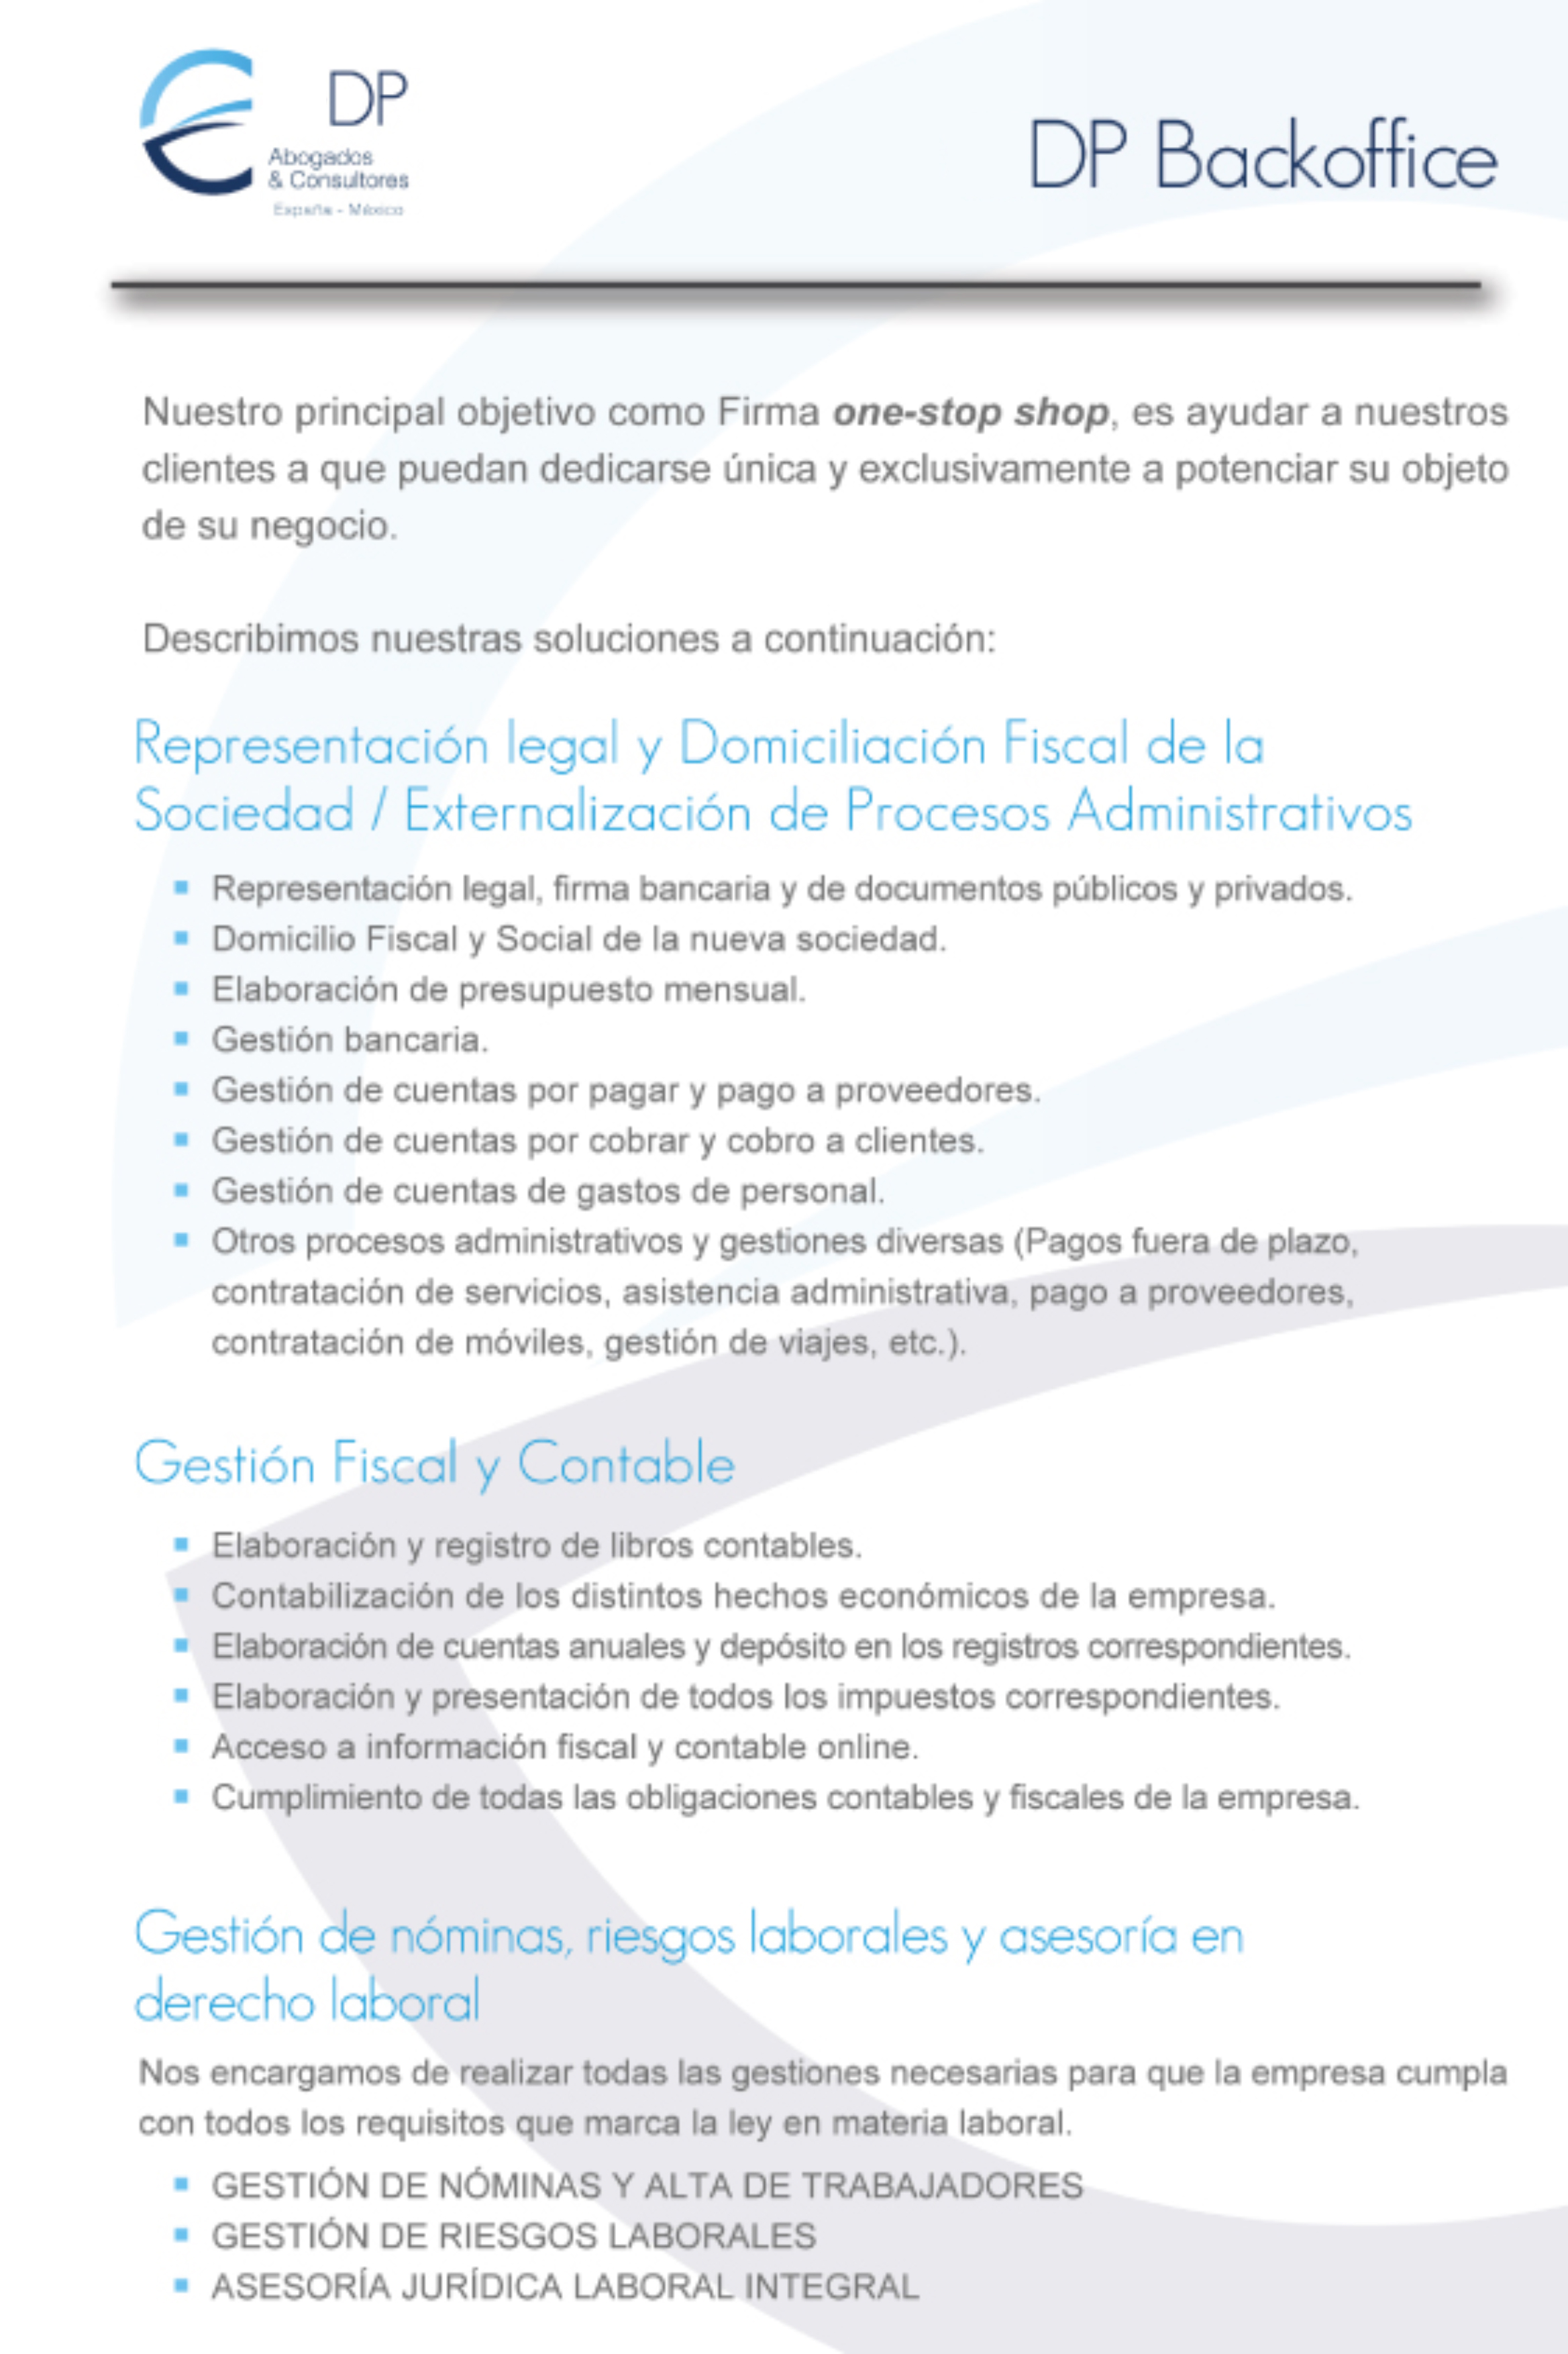 DP
Abogados
& Consultores
España - México
DP Backoffice
Nuestro principal objetivo como Firma one-stop shop, es ayudar a nuestros
clientes a que puedan dedicarse única y exclusivamente a potenciar su objeto
de su negocio.
Describimos nuestras soluciones a continuación:
Representación legal y Domiciliación Fiscal de la
Sociedad / Externalización de Procesos Administrativos
Representación legal, firma bancaria y de documentos públicos y privados.
Domicilio Fiscal y Social de la nueva sociedad.
Elaboración de presupuesto mensual.
Gestión bancaria.
Gestión de cuentas por pagar y pago a proveedores.
Gestión de cuentas por cobrar y cobro a clientes.
Gestión de cuentas de gastos de personal.
Otros procesos administrativos y gestiones diversas (Pagos fuera de plazo,
contratación de servicios, asistencia administrativa, pago a proveedores,
contratación de móviles, gestión de viajes, etc.).
Gestión Fiscal y Contable
Elaboración y registro de libros contables.
Contabilización de los distintos hechos económicos de la empresa.
Elaboración de cuentas anuales y depósito en los registros correspondientes.
Elaboración y presentación de todos los impuestos correspondientes.
Acceso a información fiscal y contable online.
Cumplimiento de todas las obligaciones contables y fiscales de la empresa.
Gestión de nóminas, riesgos laborales y asesoría en
derecho laboral
Nos encargamos de realizar todas las gestiones necesarias para que la empresa cumpla
con todos los requisitos que marca la ley en materia laboral.
GESTIÓN DE NÓMINAS Y ALTA DE TRABAJADORES
GESTIÓN DE RIESGOS LABORALES
ASESORÍA JURÍDICA LABORAL INTEGRAL